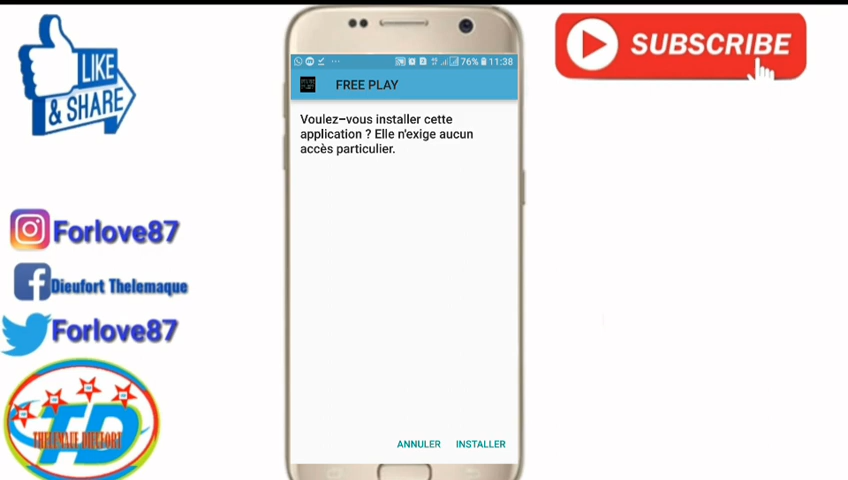 LIKE
& SHARE
SUBSCRIBE
76% 11:38
FREE PLAY
Voulez-vous installer cette
application ? Elle n'exige aucun
accès particulier.
Forlove87
Dieufort Thelemaque
Forlove87
TD
ANNULER INSTALLER